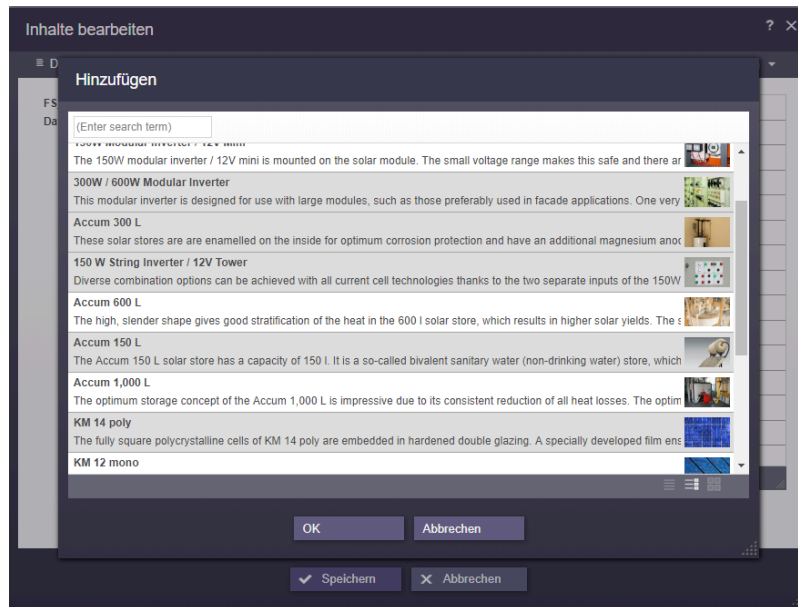 Inhalte bearbeiten
? ×
D
Hinzufügen
FS
Da
(Enter search term)
150W Modular Inverter / 12V Mini
The 150W modular inverter / 12V mini is mounted on the solar module. The small voltage range makes this safe and there ar
300W / 600W Modular Inverter
This modular inverter is designed for use with large modules, such as those preferably used in facade applications. One very
Accum 300 L
These solar stores are are enamelled on the inside for optimum corrosion protection and have an additional magnesium anoc
150 W String Inverter / 12V Tower
Diverse combination options can be achieved with all current cell technologies thanks to the two separate inputs of the 150W
Accum 600 L
The high, slender shape gives good stratification of the heat in the 600 l solar store, which results in higher solar yields. The s
Accum 150 L
The Accum 150 L solar store has a capacity of 150 l. It is a so-called bivalent sanitary water (non-drinking water) store, which
Accum 1,000 L
The optimum storage concept of the Accum 1,000 L is impressive due to its consistent reduction of all heat losses. The optim
KM 14 poly
The fully square polycrystalline cells of KM 14 poly are embedded in hardened double glazing. A specially developed film ens
KM 12 mono
OK
Abbrechen
Speichern
Abbrechen